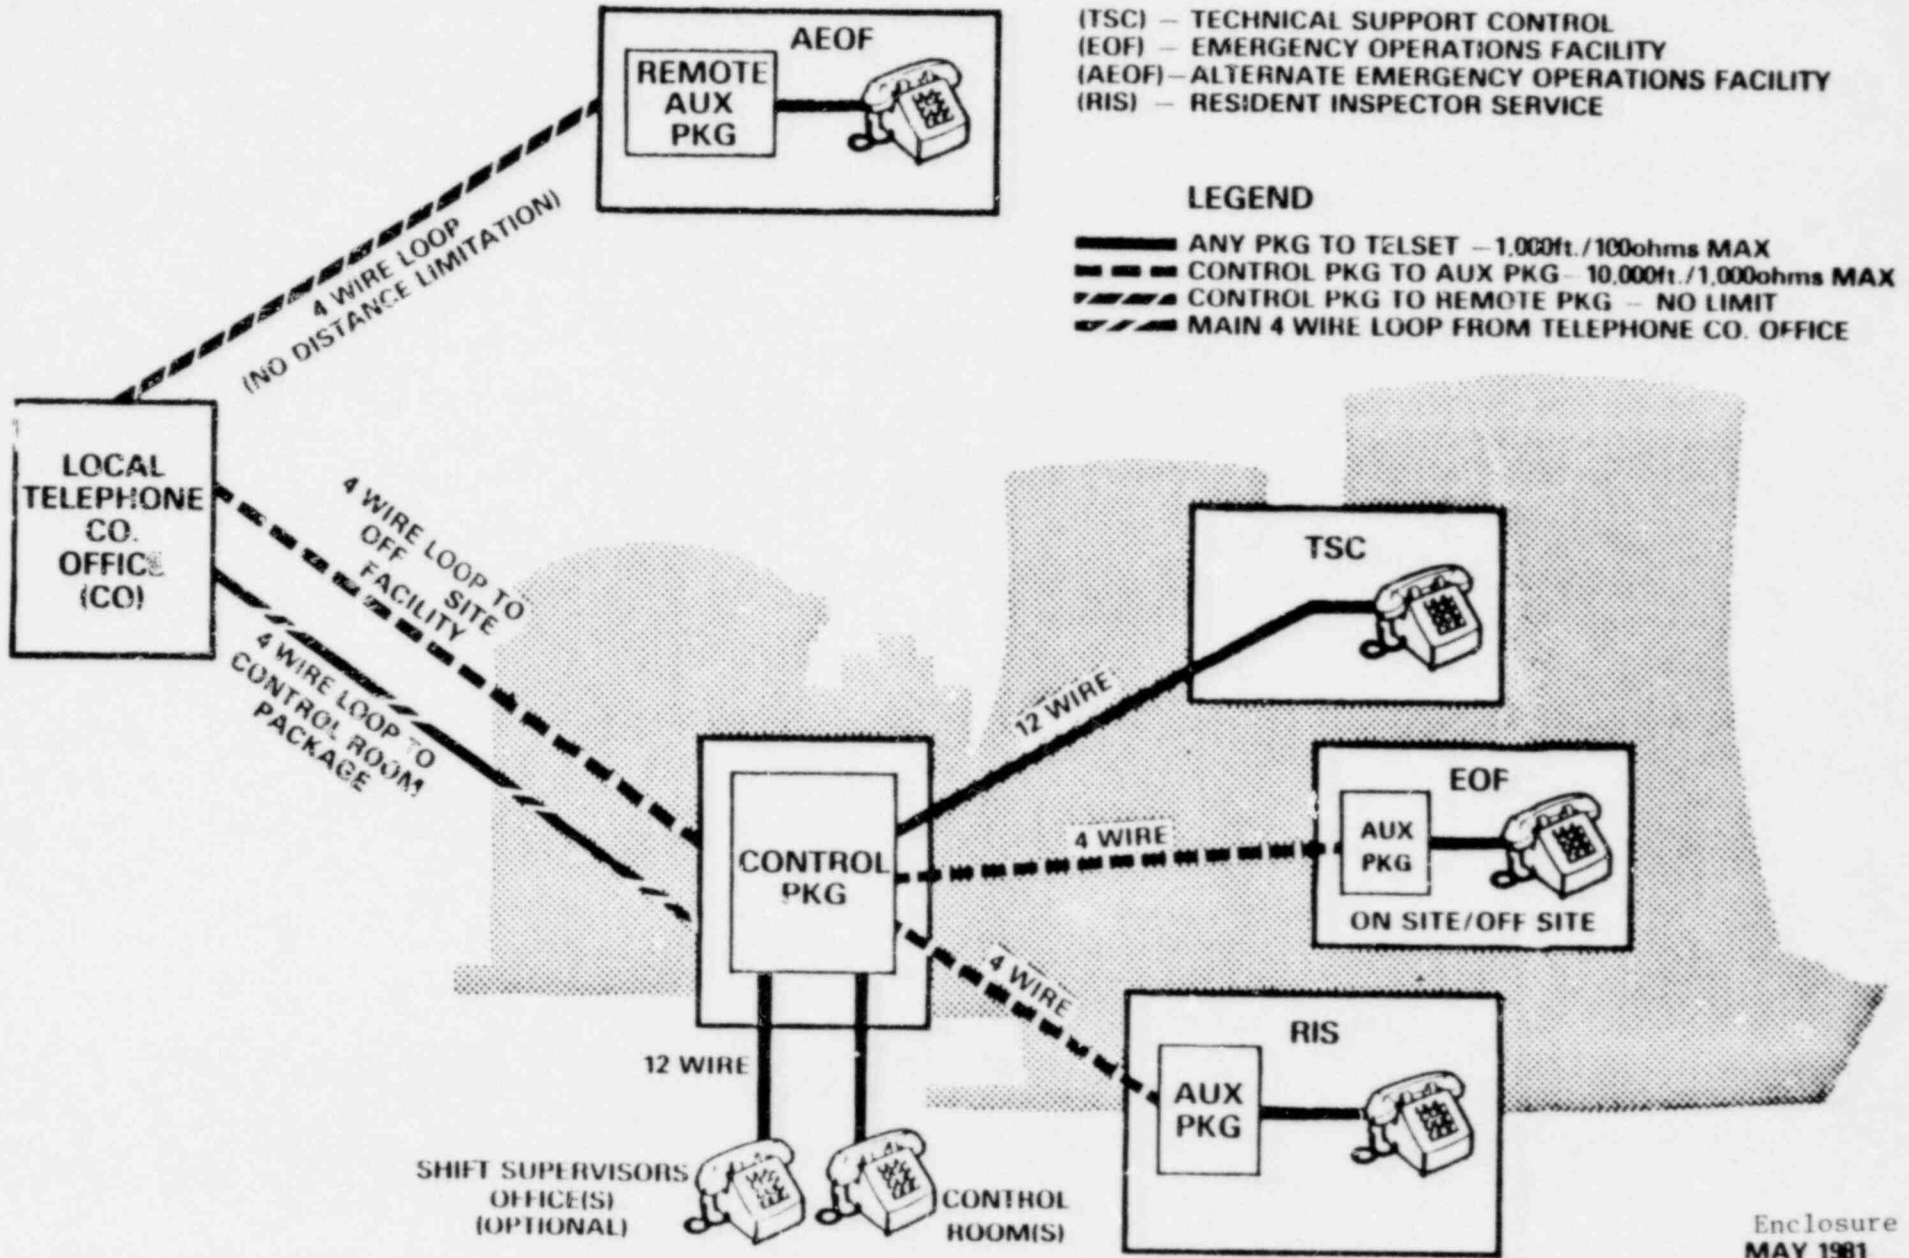 (TSC) – TECHNICAL SUPPORT CONTROL
(EOF) – EMERGENCY OPERATIONS FACILITY
(AEOF) – ALTERNATE EMERGENCY OPERATIONS FACILITY
(RIS) – RESIDENT INSPECTOR SERVICE
AEOF
REMOTE
AUX
PKG
LEGEND
ANY PKG TO TELSET – 1,000ft./100ohms MAX
CONTROL PKG TO AUX PKG – 10,000ft./1,000ohms MAX
CONTROL PKG TO REMOTE PKG – NO LIMIT
MAIN 4 WIRE LOOP FROM TELEPHONE CO. OFFICE
4 WIRE LOOP
(NO DISTANCE LIMITATION)
LOCAL
TELEPHONE
CO.
OFFICE
(CO)
4 WIRE LOOP TO
OFF SITE
FACILITY
4 WIRE LOOP TO
CONTROL ROOM
PACKAGE
TSC
12 WIRE
CONTROL
PKG
4 WIRE
EOF
AUX
PKG
ON SITE/OFF SITE
4 WIRE
RIS
AUX
PKG
12 WIRE
SHIFT SUPERVISORS
OFFICE(S)
(OPTIONAL)
CONTROL
ROOM(S)
Enclosure
MAY 1981